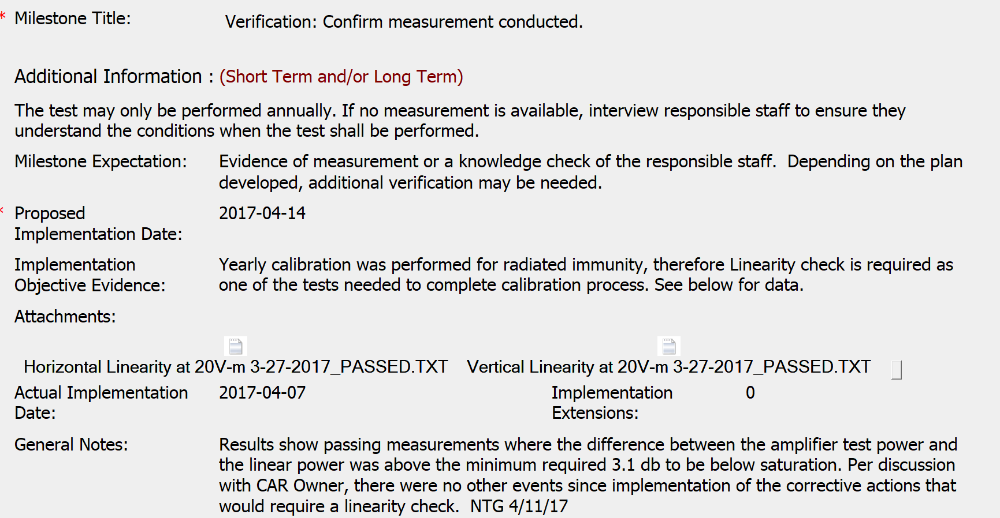 * Milestone Title: Verification: Confirm measurement conducted.
Additional Information : (Short Term and/or Long Term)
The test may only be performed annually. If no measurement is available, interview responsible staff to ensure they
understand the conditions when the test shall be performed.
Milestone Expectation: Evidence of measurement or a knowledge check of the responsible staff.  Depending on the plan
developed, additional verification may be needed.
* Proposed 2017-04-14
Implementation Date:
Implementation Yearly calibration was performed for radiated immunity, therefore Linearity check is required as
Objective Evidence: one of the tests needed to complete calibration process. See below for data.
Attachments:
Horizontal Linearity at 20V-m 3-27-2017_PASSED.TXT Vertical Linearity at 20V-m 3-27-2017_PASSED.TXT
Actual Implementation 2017-04-07 Implementation 0
Date: Extensions:
General Notes: Results show passing measurements where the difference between the amplifier test power and
the linear power was above the minimum required 3.1 db to be below saturation. Per discussion
with CAR Owner, there were no other events since implementation of the corrective actions that
would require a linearity check.  NTG 4/11/17